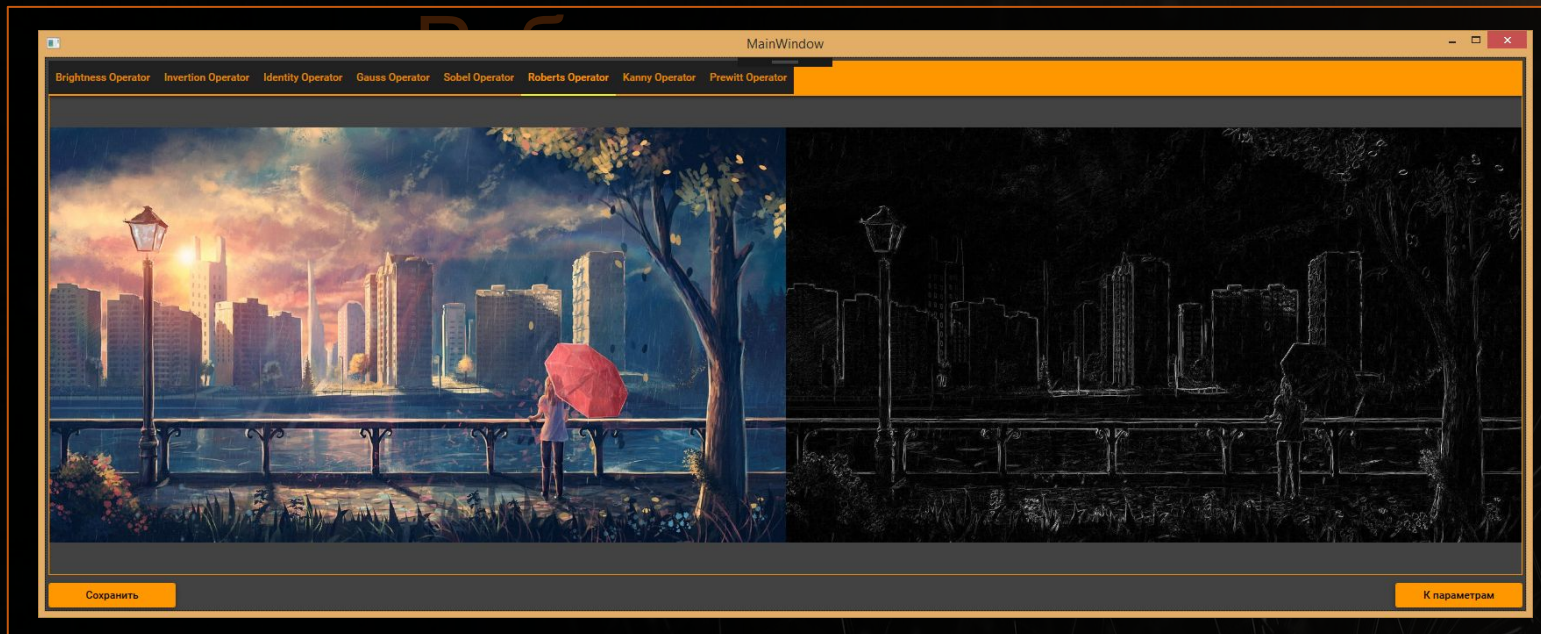 MainWindow
Brightness Operator Invertion Operator Identity Operator Gauss Operator Sobel Operator Roberts Operator Kanny Operator Prewitt Operator
Сохранить К параметрам